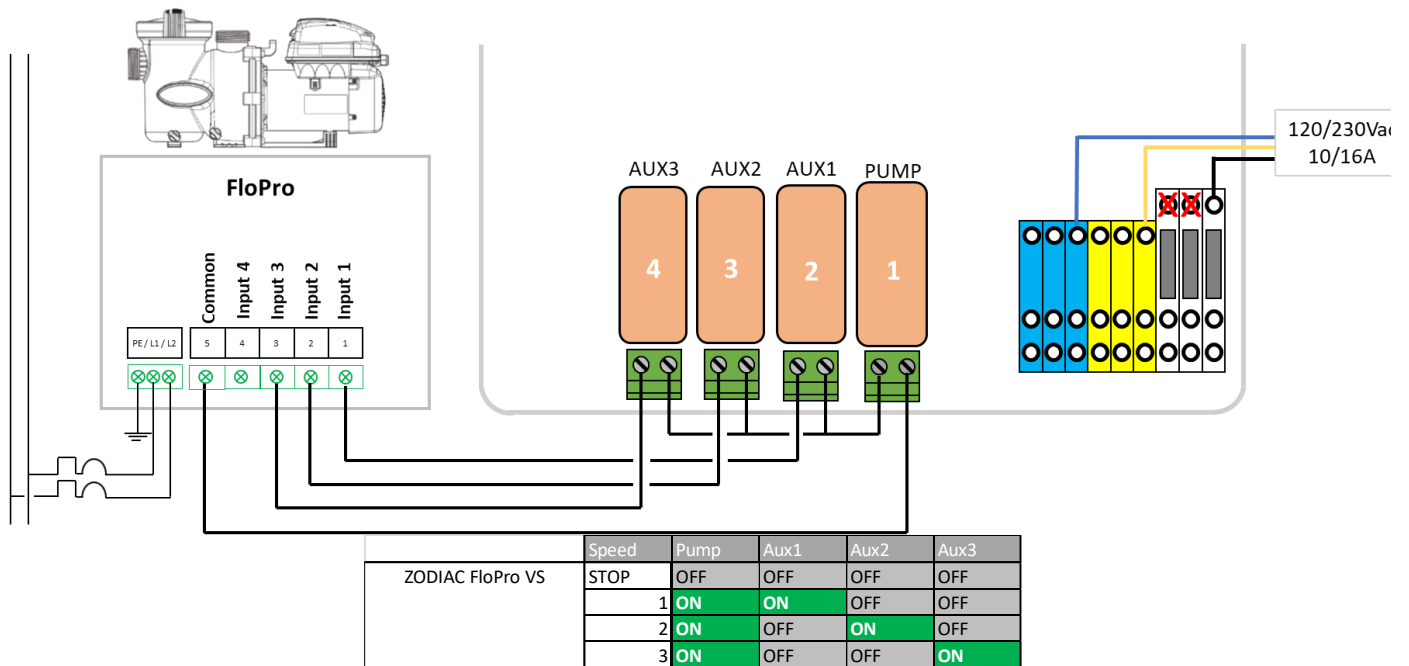 120/230Vac
10/16A
AUX3 AUX2 AUX1 PUMP
FloPro
4 3 2 1
Common Input 4 Input 3 Input 2 Input 1
PE / L1 / L2 5 4 3 2 1
Speed Pump Aux1 Aux2 Aux3
ZODIAC FloPro VS STOP OFF OFF OFF OFF
1 ON ON OFF OFF
2 ON OFF ON OFF
3 ON OFF OFF ON